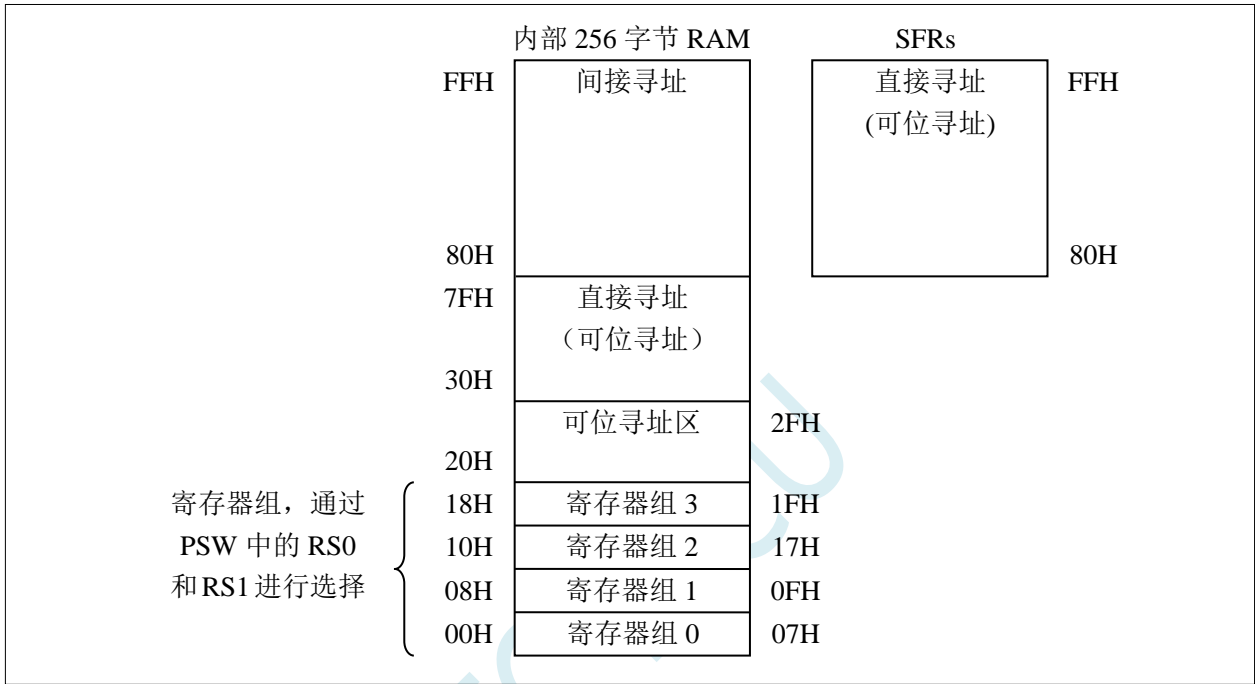 内部 256 字节 RAM
SFRs
FFH
间接寻址
直接寻址
FFH
(可位寻址)
80H
80H
7FH
直接寻址
（可位寻址）
30H
可位寻址区
2FH
20H
寄存器组，通过
PSW 中的 RS0
和 RS1 进行选择
18H
寄存器组 3
1FH
10H
寄存器组 2
17H
08H
寄存器组 1
0FH
00H
寄存器组 0
07H